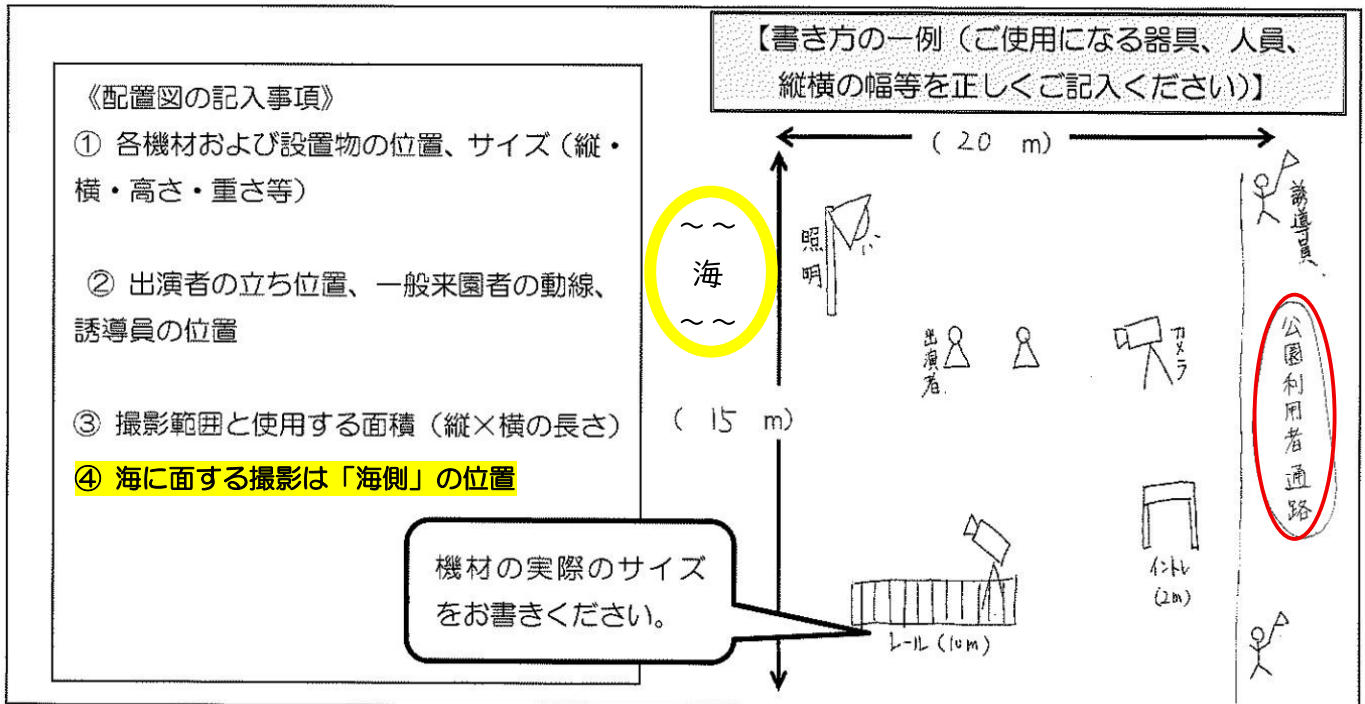 【書き方の一例（ご使用になる器具、人員、
縦横の幅等を正しくご記入ください）】
《配置図の記入事項》
① 各機材および設置物の位置、サイズ（縦・
横・高さ・重さ等）
② 出演者の立ち位置、一般来園者の動線、
誘導員の位置
③ 撮影範囲と使用する面積（縦×横の長さ）
④ 海に面する撮影は「海側」の位置
機材の実際のサイズ
をお書きください。
( 20 m)
～～
海
～～
( 15 m)
照明
出演者.
カメラ
誘導員.
公園利用者通路
イントレ
(2m)
レール (10m)